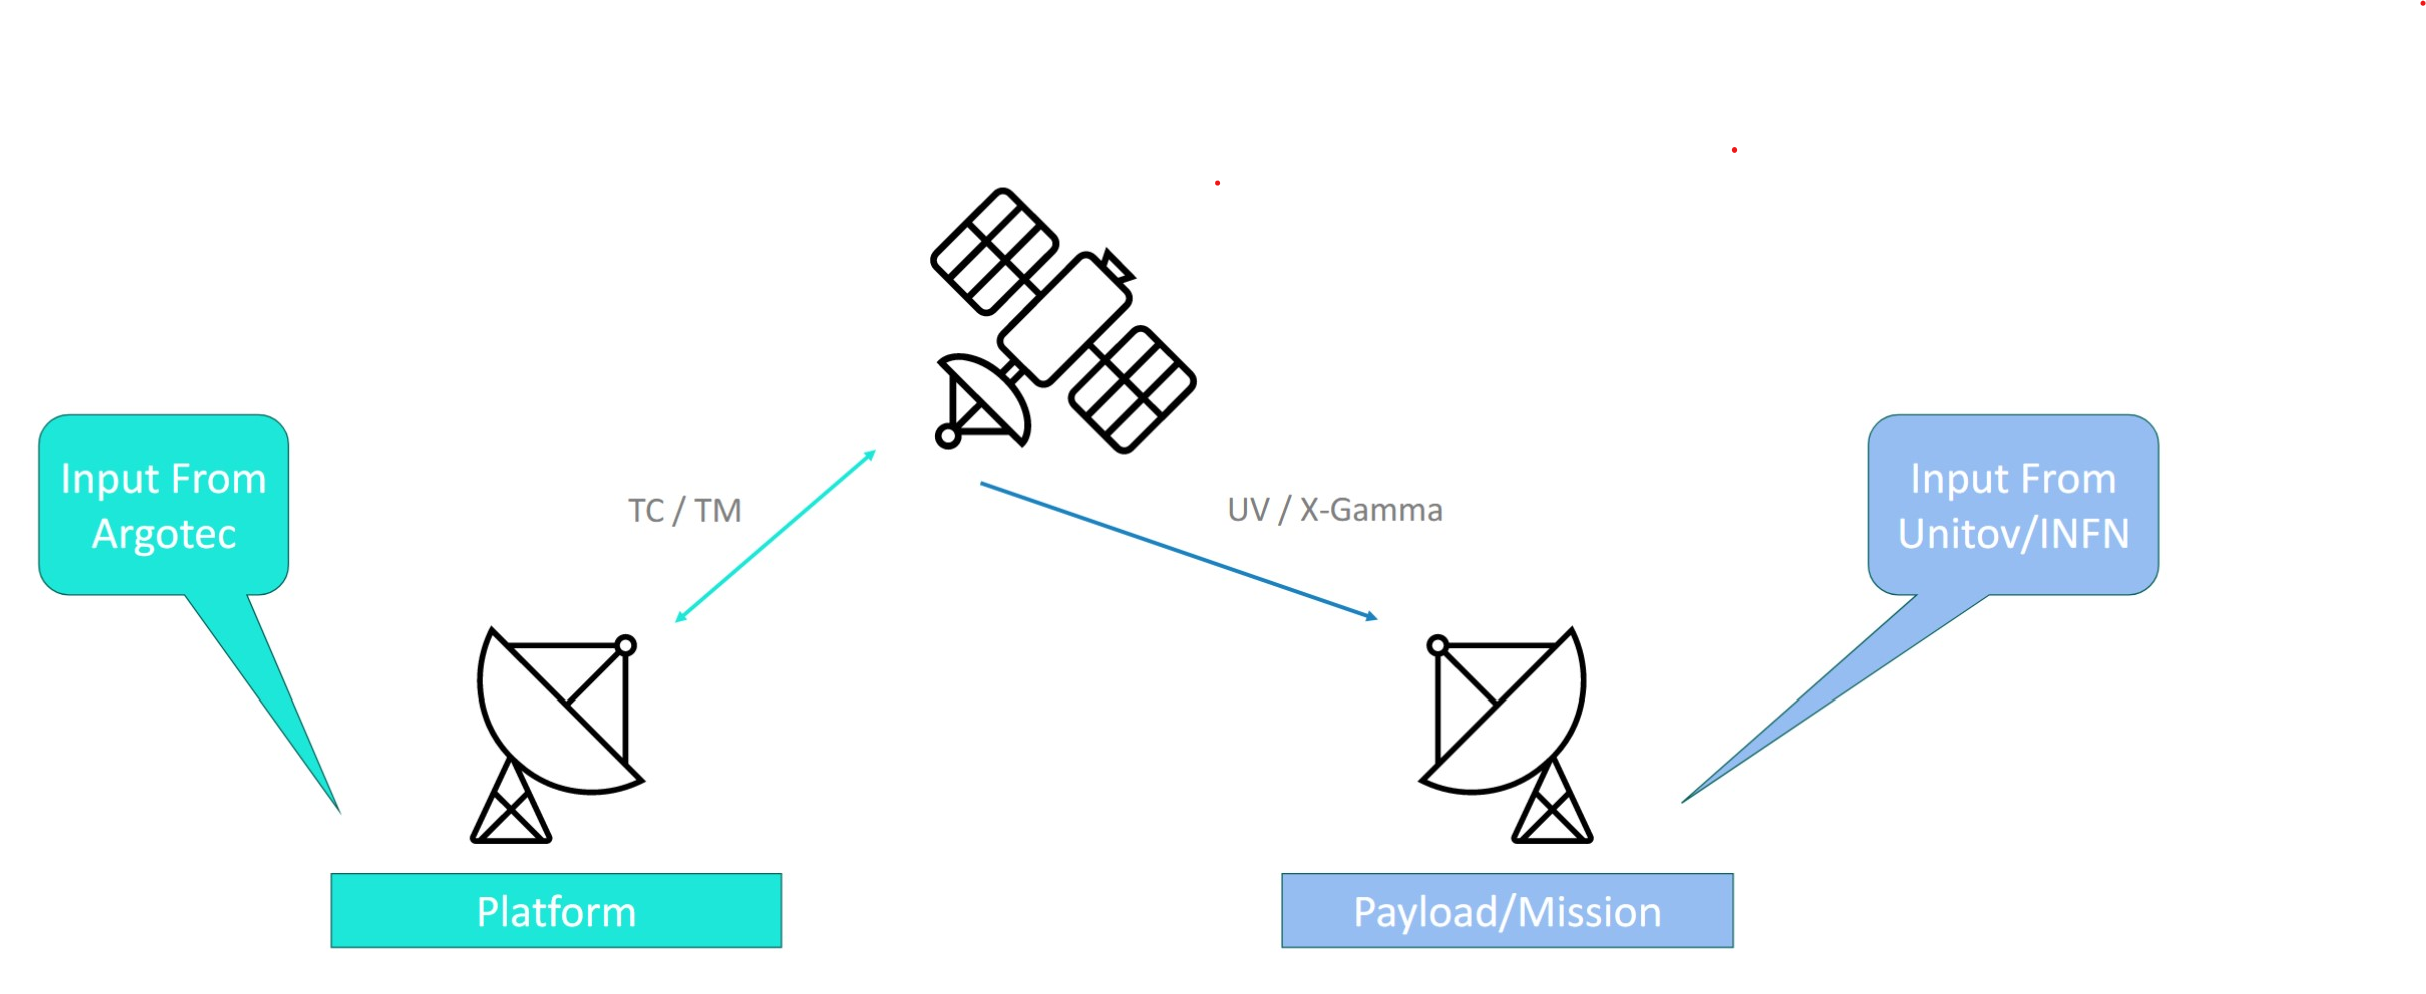 Input From
Argotec
TC / TM
UV / X-Gamma
Input From
Unitov/INFN
Platform
Payload/Mission